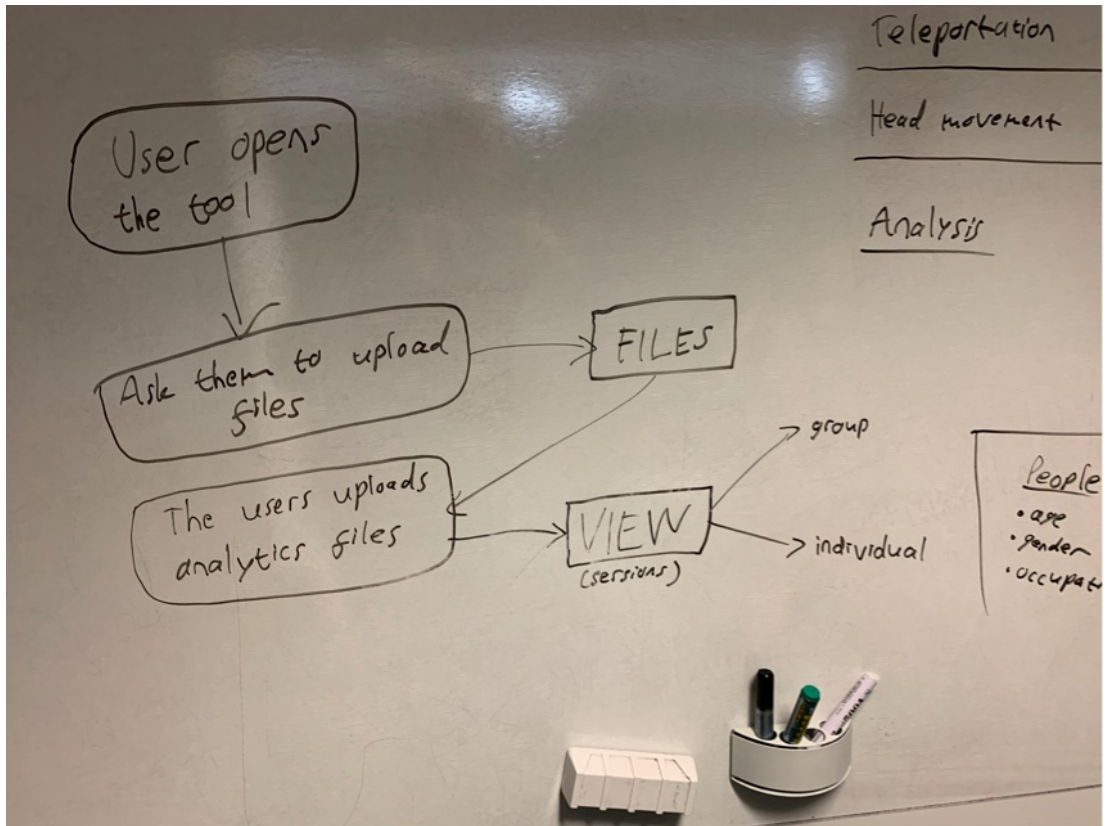 User opens
the tool
Ask them to upload
files
FILES
The users uploads
analytics files
VIEW
(sessions)
group
individual
Teleportation
Head movement
Analysis
People
• age
• gender
• occupat